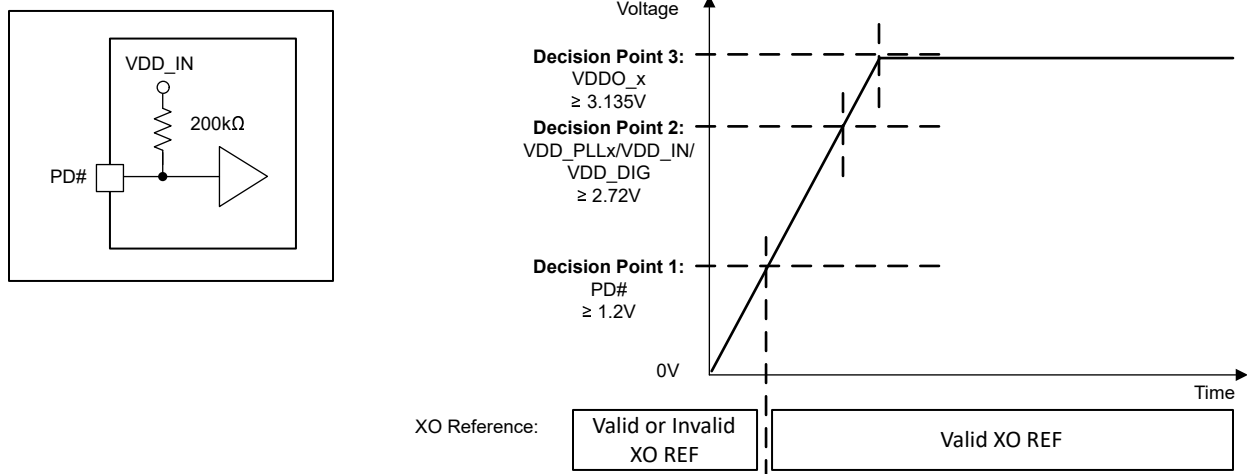 VDD_IN
200kΩ
PD#
Voltage
Decision Point 3:
VDDO_x
≥ 3.135V
Decision Point 2:
VDD_PLLx/VDD_IN/
VDD_DIG
≥ 2.72V
Decision Point 1:
PD#
≥ 1.2V
0V
Time
XO Reference:
Valid or Invalid
XO REF
Valid XO REF